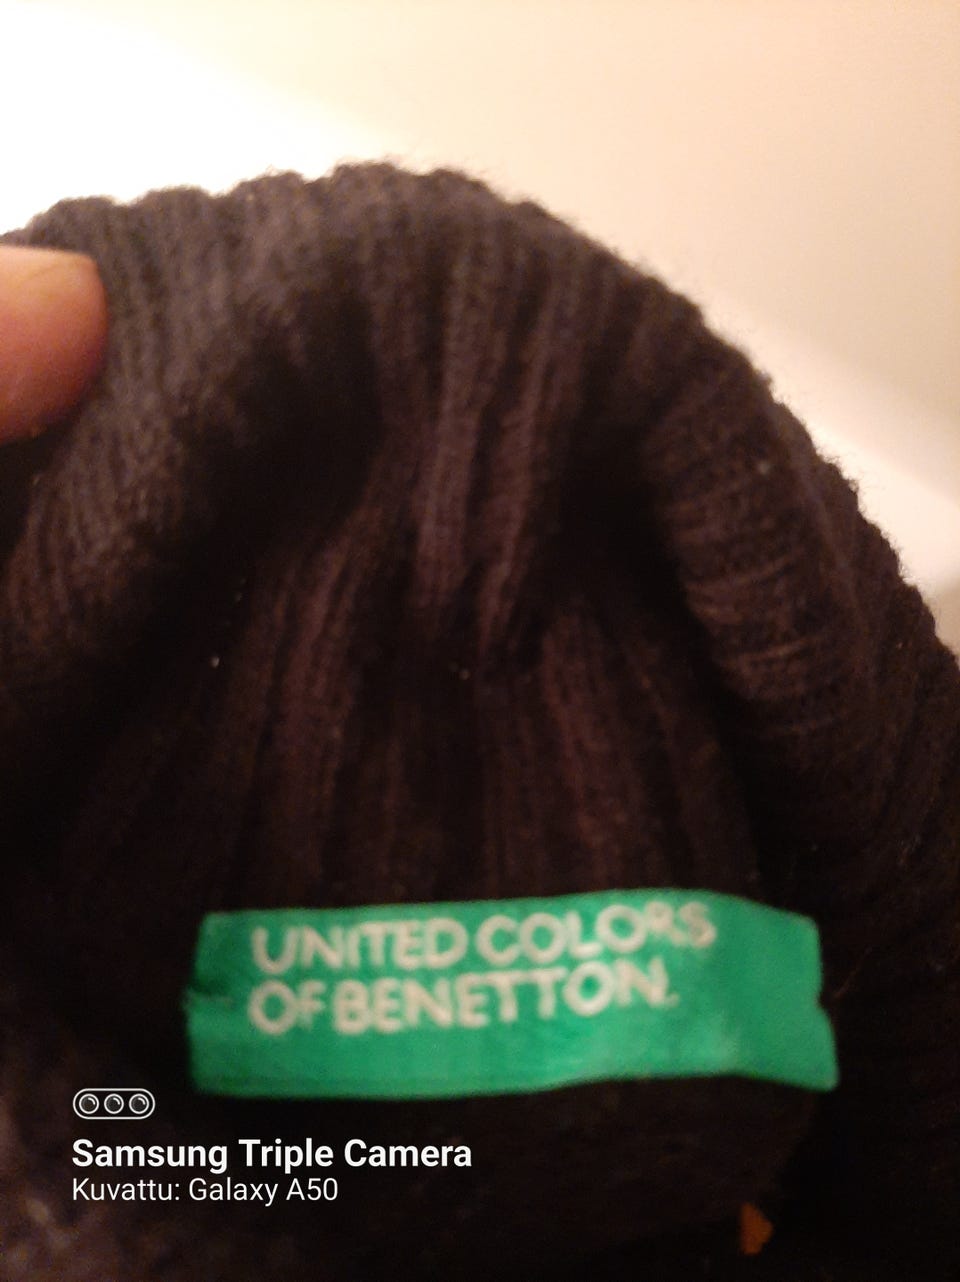 UNITED COLORS
OF BENETTON.
Samsung Triple Camera
Kuvattu: Galaxy A50